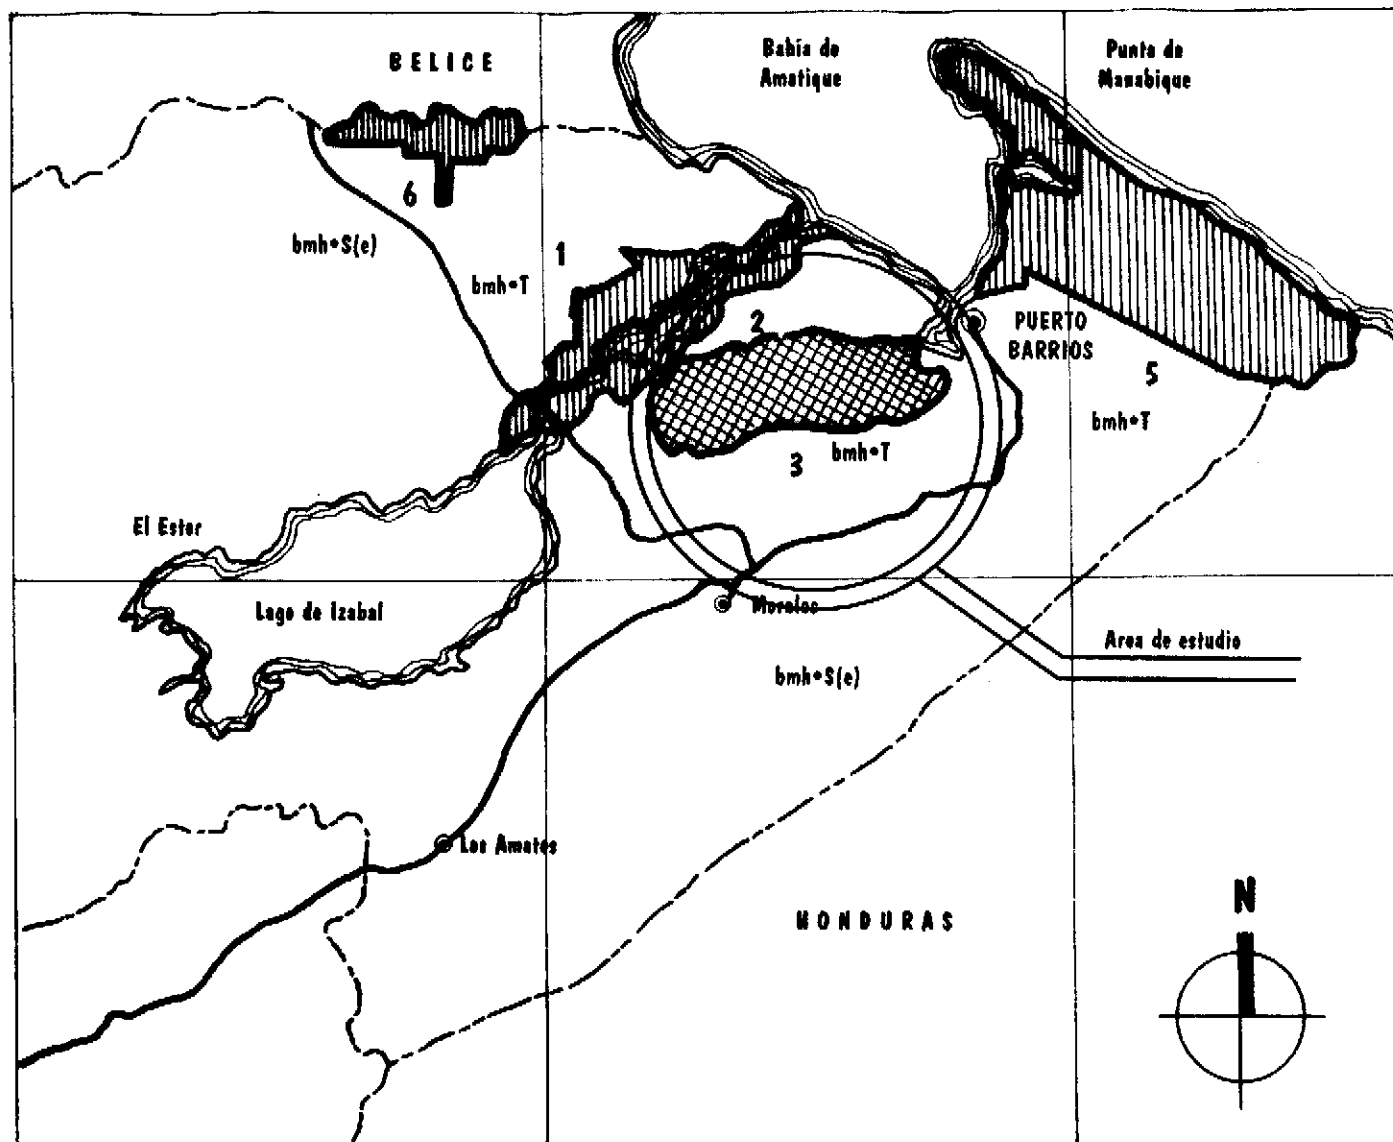 BELICE
Bahía de
Amatique
Punta de
Manabique
6
bmh•S(e)
1
bmh•T
2
PUERTO
BARRIOS
5
bmh•T
3
bmh•T
El Estor
Lago de Izabal
Morales
Area de estudio
bmh•S(e)
Los Amates
HONDURAS
N